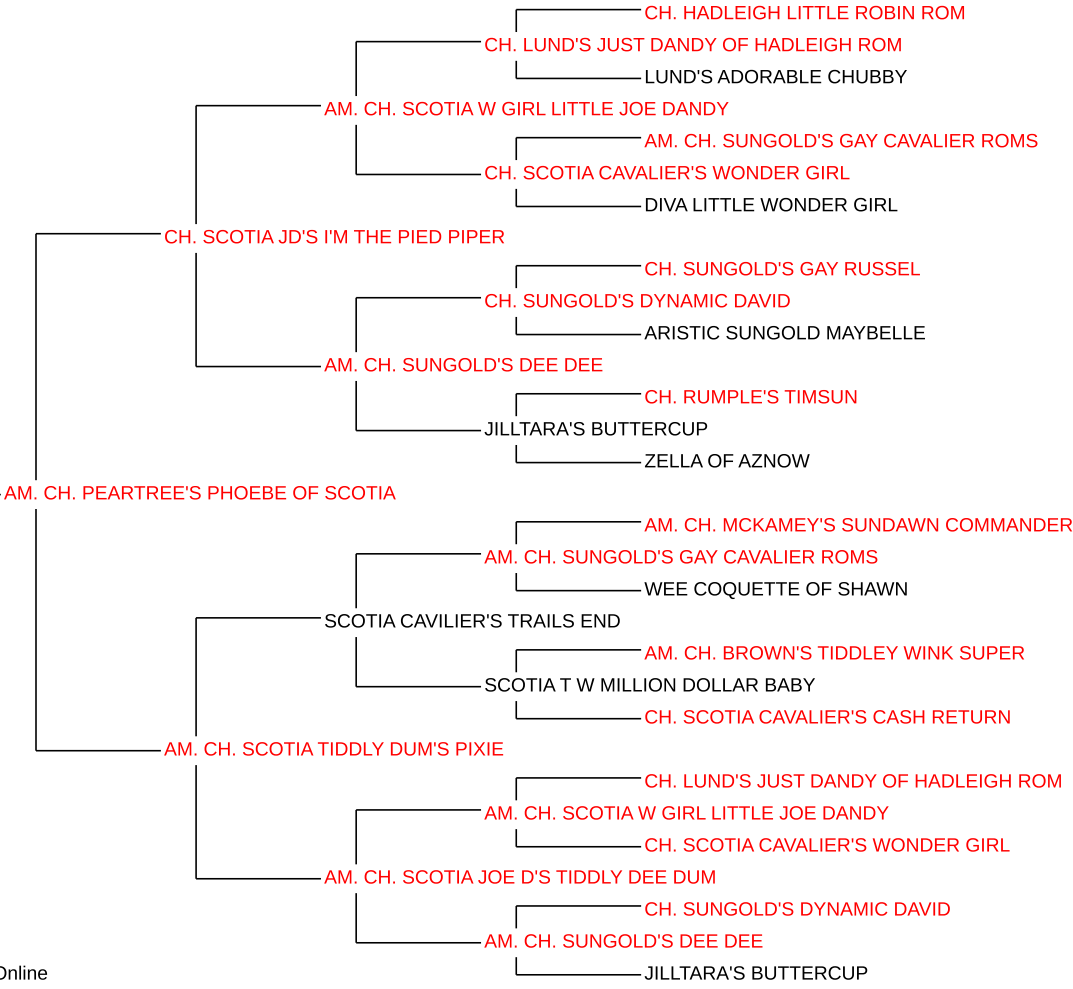 CH. HADLEIGH LITTLE ROBIN ROM
CH. LUND'S JUST DANDY OF HADLEIGH ROM
LUND'S ADORABLE CHUBBY
AM. CH. SCOTIA W GIRL LITTLE JOE DANDY
AM. CH. SUNGOLD'S GAY CAVALIER ROMS
CH. SCOTIA CAVALIER'S WONDER GIRL
DIVA LITTLE WONDER GIRL
CH. SCOTIA JD'S I'M THE PIED PIPER
CH. SUNGOLD'S GAY RUSSEL
CH. SUNGOLD'S DYNAMIC DAVID
ARISTIC SUNGOLD MAYBELLE
AM. CH. SUNGOLD'S DEE DEE
CH. RUMPLE'S TIMSUN
JILLTARA'S BUTTERCUP
ZELLA OF AZNOW
AM. CH. PEARTREE'S PHOEBE OF SCOTIA
AM. CH. MCKAMEY'S SUNDAWN COMMANDER
AM. CH. SUNGOLD'S GAY CAVALIER ROMS
WEE COQUETTE OF SHAWN
SCOTIA CAVILIER'S TRAILS END
AM. CH. BROWN'S TIDDLEY WINK SUPER
SCOTIA T W MILLION DOLLAR BABY
CH. SCOTIA CAVALIER'S CASH RETURN
AM. CH. SCOTIA TIDDLY DUM'S PIXIE
CH. LUND'S JUST DANDY OF HADLEIGH ROM
AM. CH. SCOTIA W GIRL LITTLE JOE DANDY
CH. SCOTIA CAVALIER'S WONDER GIRL
AM. CH. SCOTIA JOE D'S TIDDLY DEE DUM
CH. SUNGOLD'S DYNAMIC DAVID
AM. CH. SUNGOLD'S DEE DEE
JILLTARA'S BUTTERCUP
Online